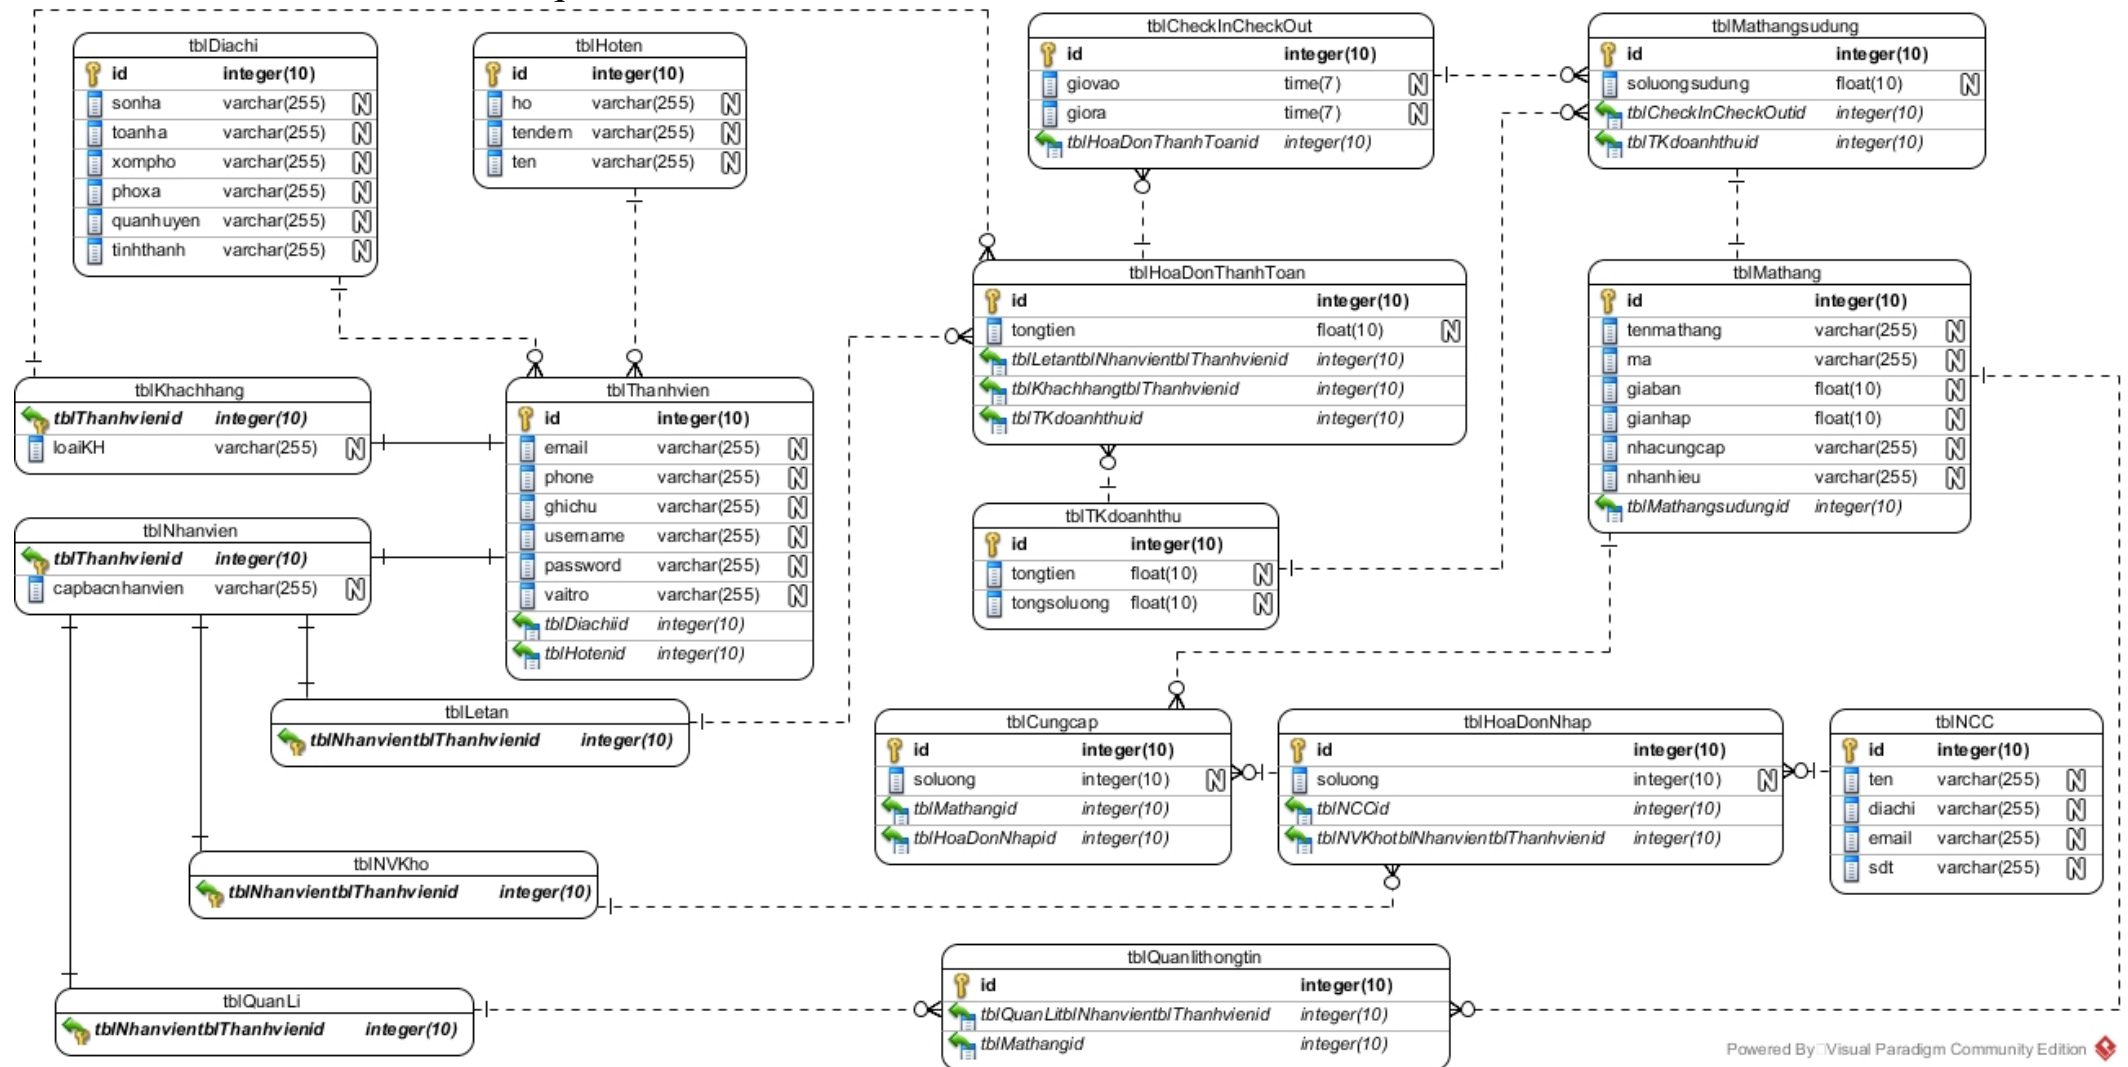 tblDiachi
id integer(10)
sonha varchar(255) N
toanha varchar(255) N
xompho varchar(255) N
phoxa varchar(255) N
quanhuyen varchar(255) N
tinhthanh varchar(255) N
tblHoten
id integer(10)
ho varchar(255) N
tendem varchar(255) N
ten varchar(255) N
tblCheckInCheckOut
id integer(10)
giovao time(7) N
giora time(7) N
tblHoaDonThanhToanid integer(10)
tblMathangsudung
id integer(10)
soluongsudung float(10) N
tblCheckInCheckOutid integer(10)
tblTKdoanhthuid integer(10)
tblKhachhang
tblThanhvienid integer(10)
loaiKH varchar(255) N
tblThanhvien
id integer(10)
email varchar(255) N
phone varchar(255) N
ghichu varchar(255) N
username varchar(255) N
password varchar(255) N
vaitro varchar(255) N
tblDiachiid integer(10)
tblHotenid integer(10)
tblHoaDonThanhToan
id integer(10)
tongtien float(10) N
tblLetantblNhanvientblThanhvienid integer(10)
tblKhachhangtblThanhvienid integer(10)
tblTKdoanhthuid integer(10)
tblMathang
id integer(10)
tenmathang varchar(255) N
ma varchar(255) N
giaban float(10) N
gianhap float(10) N
nhacungcap varchar(255) N
nhanhieu varchar(255) N
tblMathangsudungid integer(10)
tblNhanvien
tblThanhvienid integer(10)
capbacnhanvien varchar(255) N
tblTKdoanhthu
id integer(10)
tongtien float(10) N
tongsoluong float(10) N
tblLetan
tblNhanvientblThanhvienid integer(10)
tblCungcap
id integer(10)
soluong integer(10) N
tblMathangid integer(10)
tblHoaDonNhapid integer(10)
tblHoaDonNhap
id integer(10)
soluong integer(10) N
tblNCCid integer(10)
tblNVKhotblNhanvientblThanhvienid integer(10)
tblNCC
id integer(10)
ten varchar(255) N
diachi varchar(255) N
email varchar(255) N
sdt varchar(255) N
tblNVKho
tblNhanvientblThanhvienid integer(10)
tblQuanLi
tblNhanvientblThanhvienid integer(10)
tblQuanlithongtin
id integer(10)
tblQuanLitblNhanvientblThanhvienid integer(10)
tblMathangid integer(10)
Powered By Visual Paradigm Community Edition